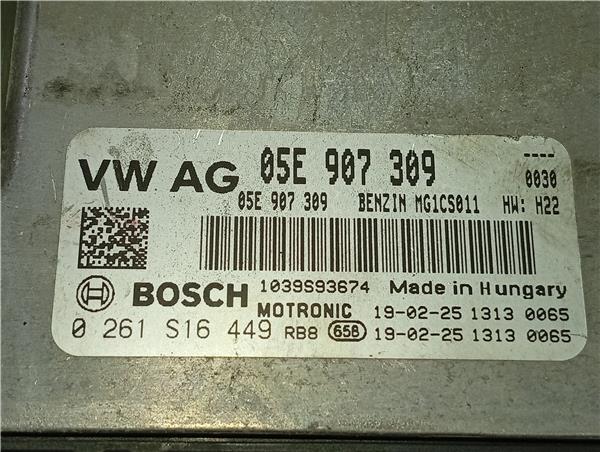 VW AG 05E 907 309 ----
0030
05E 907 309 BENZIN MG1CS011 HW: H22
1039S93674 Made in Hungary
BOSCH MOTRONIC 19-02-25 1313 0065
0 261 S16 449 RB8 658 19-02-25 1313 0065